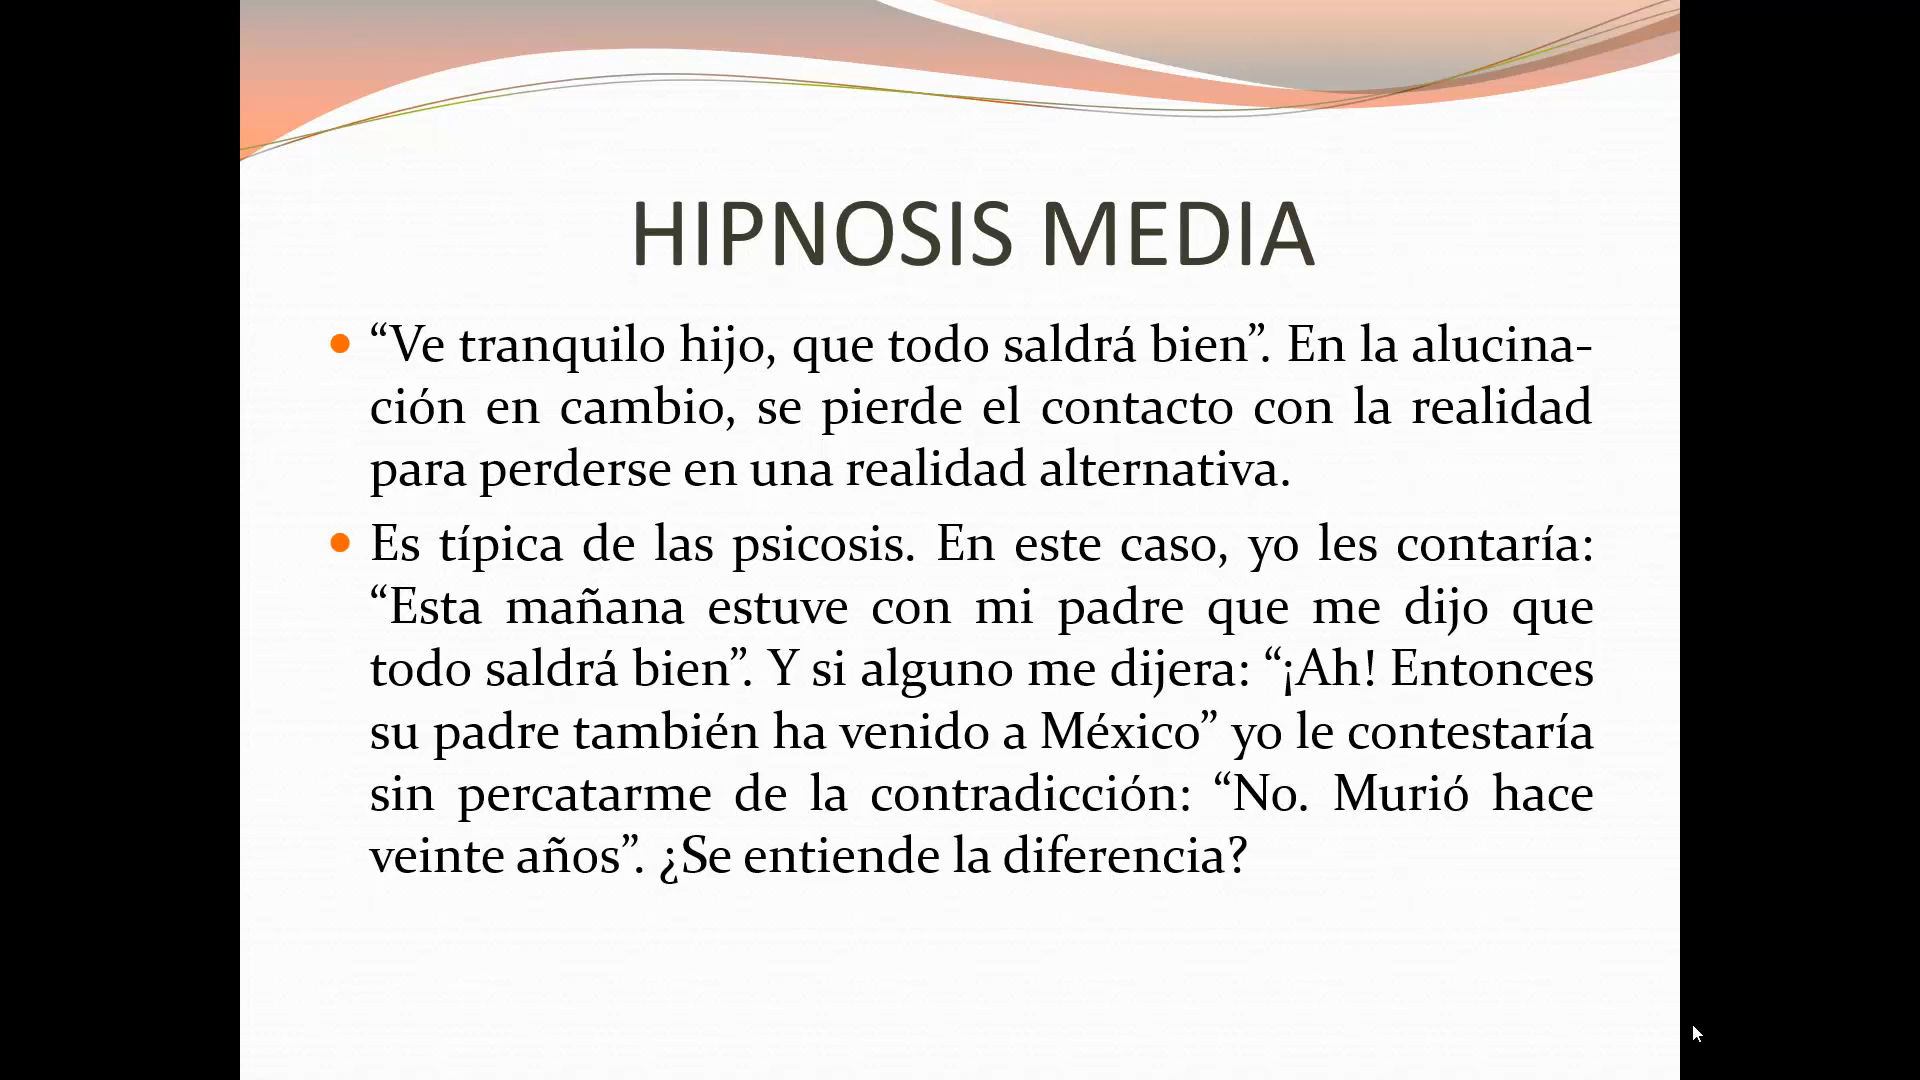 HIPNOSIS MEDIA
“Ve tranquilo hijo, que todo saldrá bien”. En la alucina-
ción en cambio, se pierde el contacto con la realidad
para perderse en una realidad alternativa.
Es típica de las psicosis. En este caso, yo les contaría:
“Esta mañana estuve con mi padre que me dijo que
todo saldrá bien”. Y si alguno me dijera: “¡Ah! Entonces
su padre también ha venido a México” yo le contestaría
sin percatarme de la contradicción: “No. Murió hace
veinte años”. ¿Se entiende la diferencia?